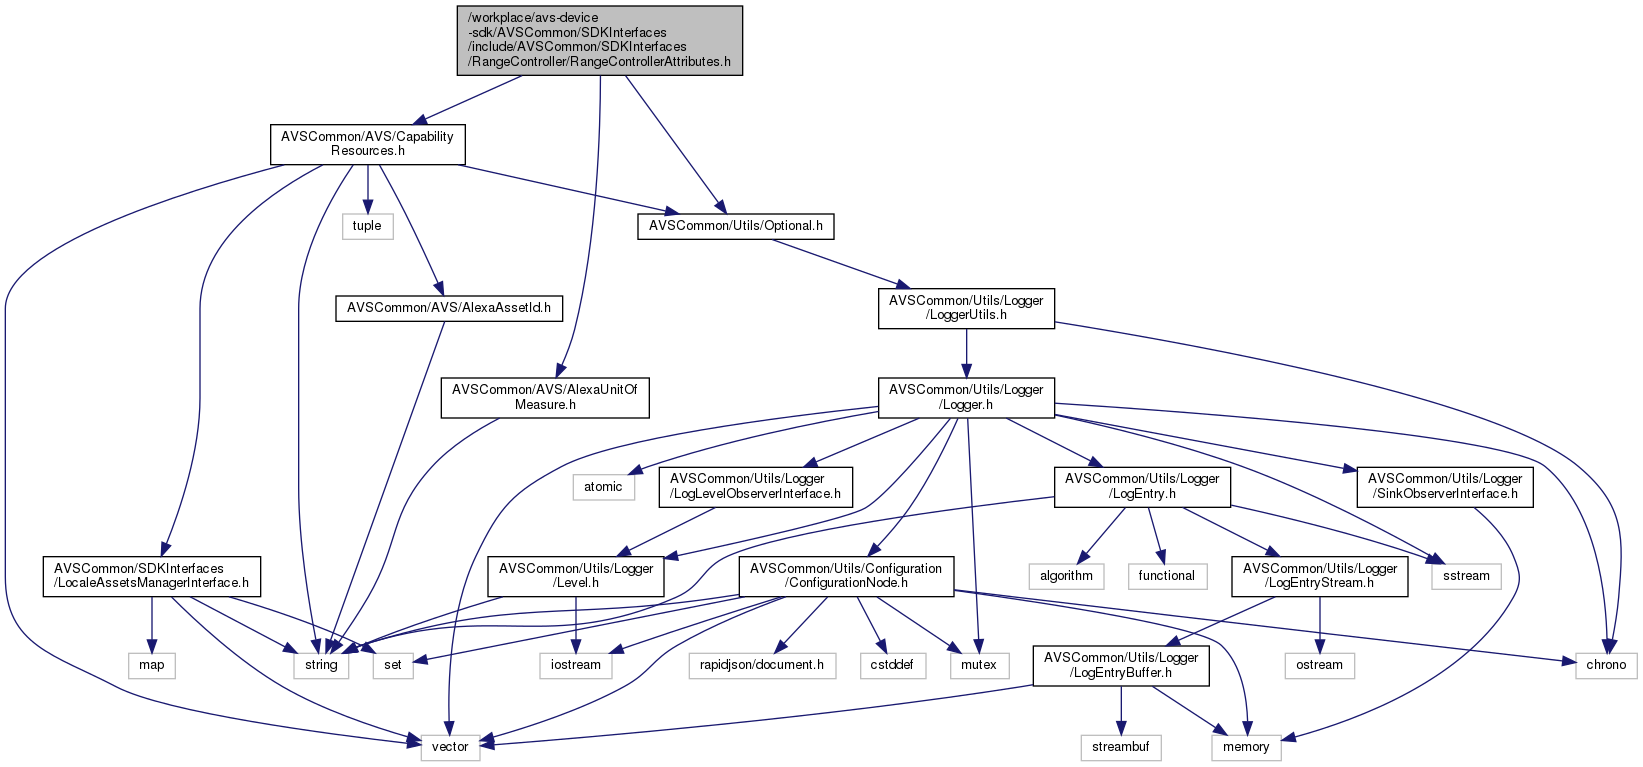 /workplace/avs-device
-sdk/AVSCommon/SDKInterfaces
/include/AVSCommon/SDKInterfaces
/RangeController/RangeControllerAttributes.h
AVSCommon/AVS/Capability
Resources.h
tuple
AVSCommon/Utils/Optional.h
AVSCommon/AVS/AlexaAssetId.h
AVSCommon/Utils/Logger
/LoggerUtils.h
AVSCommon/AVS/AlexaUnitOf
Measure.h
AVSCommon/Utils/Logger
/Logger.h
atomic
AVSCommon/Utils/Logger
/LogLevelObserverInterface.h
AVSCommon/Utils/Logger
/LogEntry.h
AVSCommon/Utils/Logger
/SinkObserverInterface.h
AVSCommon/SDKInterfaces
/LocaleAssetsManagerInterface.h
AVSCommon/Utils/Logger
/Level.h
AVSCommon/Utils/Configuration
/ConfigurationNode.h
algorithm
functional
AVSCommon/Utils/Logger
/LogEntryStream.h
sstream
map
string
set
iostream
rapidjson/document.h
cstddef
mutex
AVSCommon/Utils/Logger
/LogEntryBuffer.h
ostream
chrono
vector
streambuf
memory